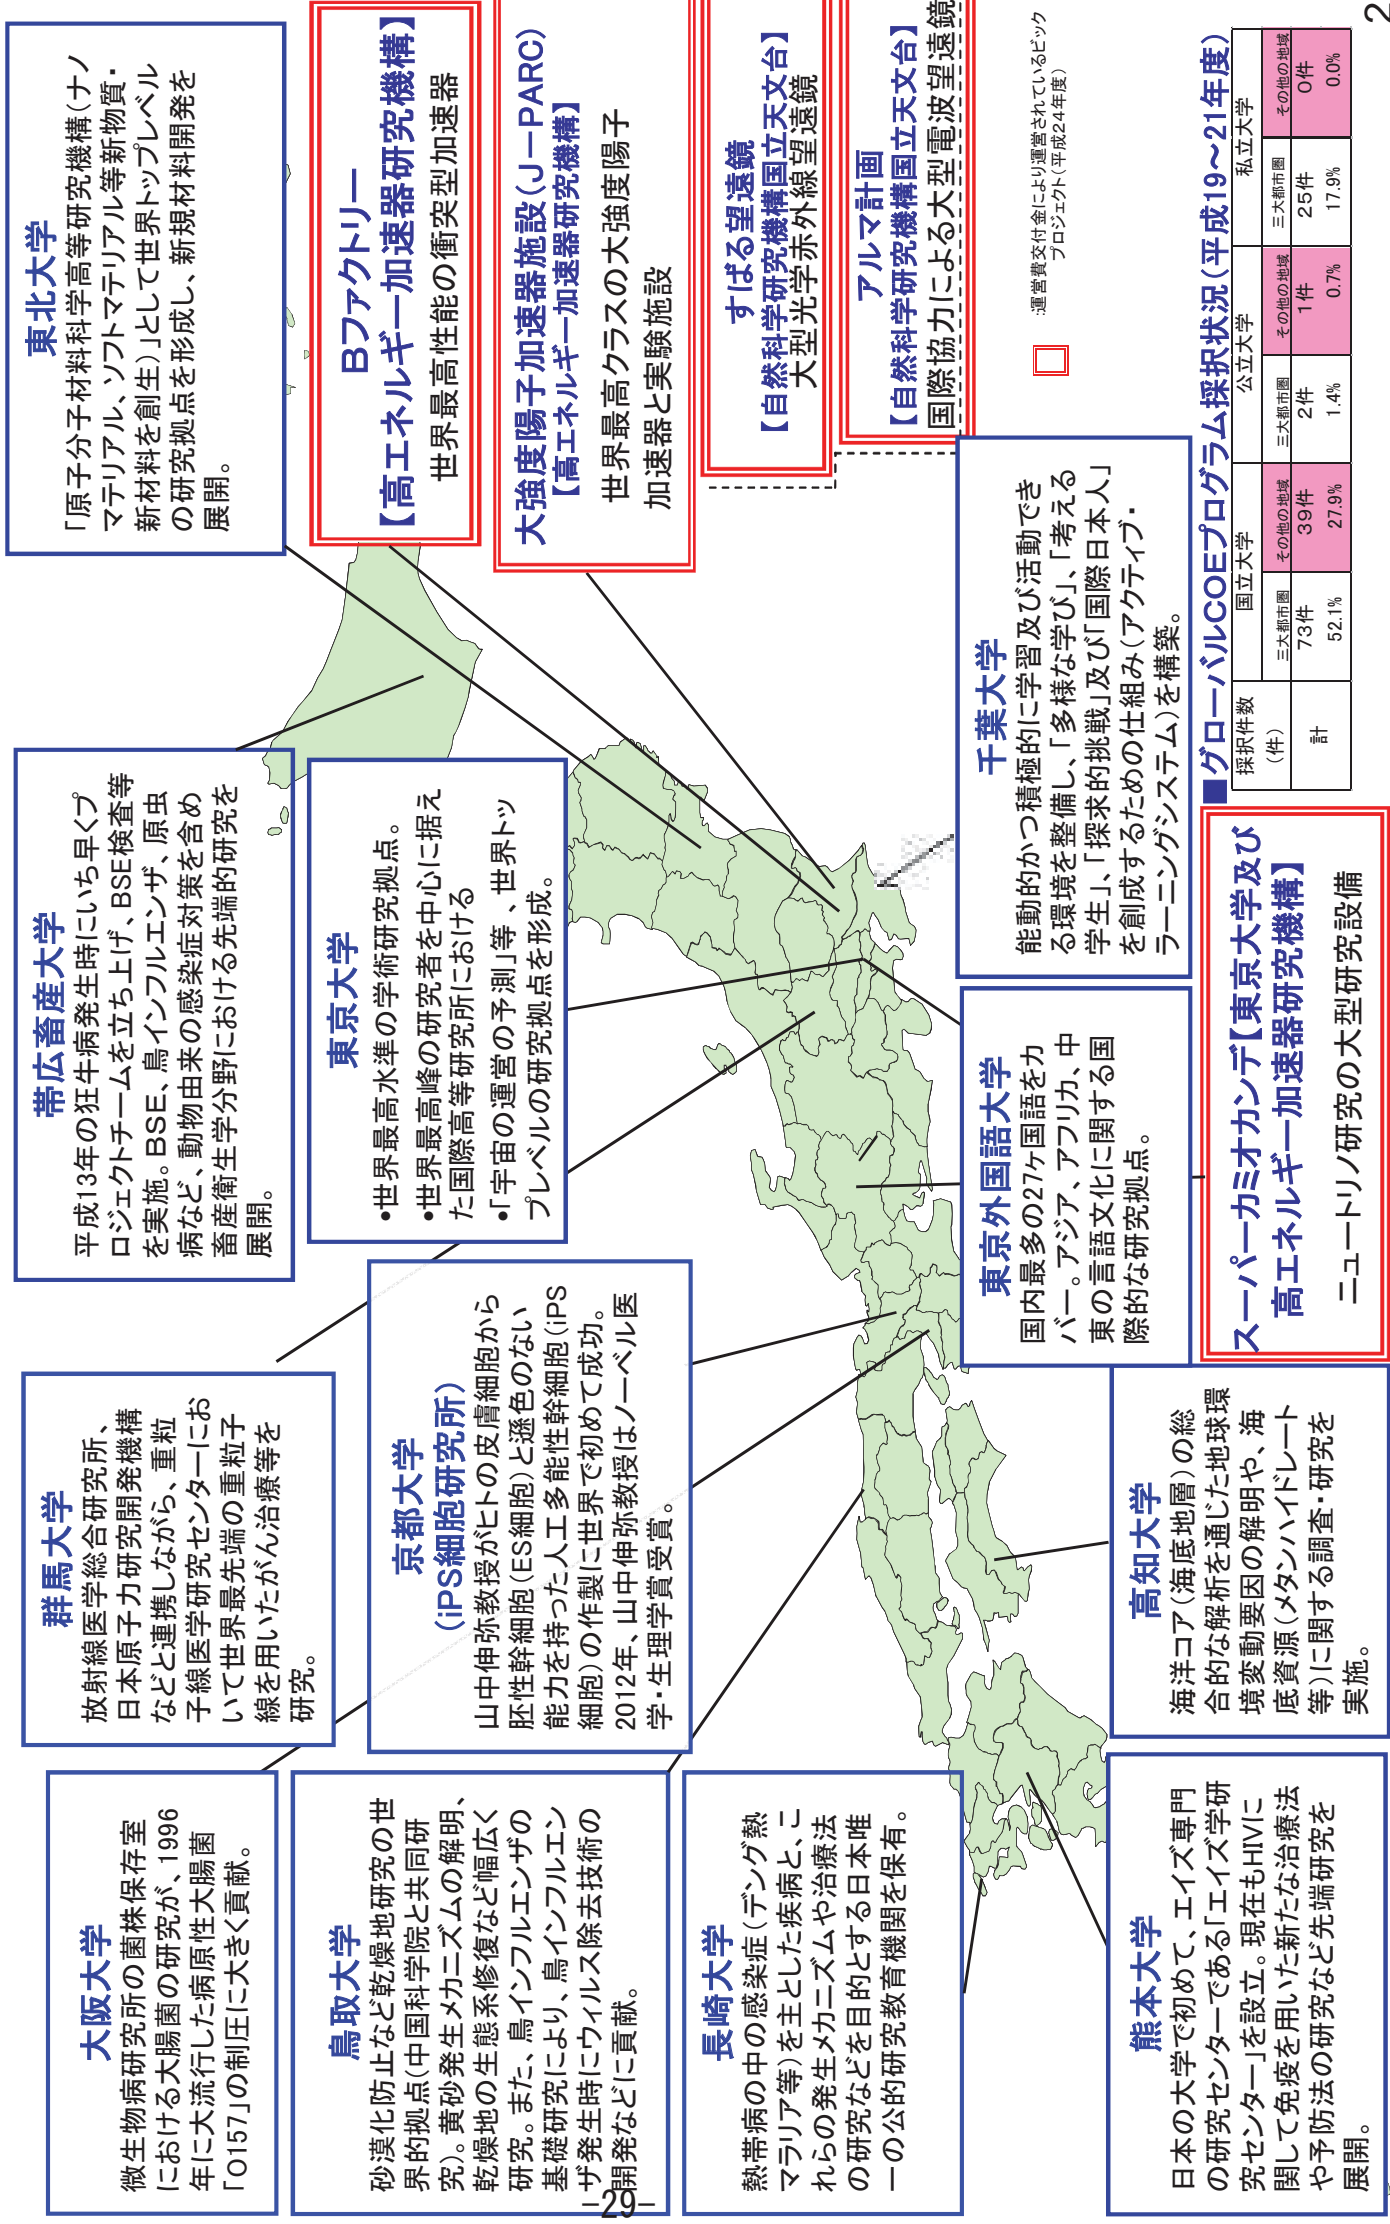 大阪大学
微生物病研究所の菌株保存室
における大腸菌の研究が、1996
年に大流行した病原性大腸菌
「O157」の制圧に大きく貢献。
群馬大学
放射線医学総合研究所、
日本原子力研究開発機構
などと連携しながら、重粒
子線医学研究センターにお
いて世界最先端の重粒子
線を用いたがん治療等を
研究。
帯広畜産大学
平成13年の狂牛病発生時にいち早くプ
ロジェクトチームを立ち上げ、BSE検査等
を実施。BSE、鳥インフルエンザ、原虫
病など、動物由来の感染症対策を含め
畜産衛生学分野における先端的研究を
展開。
東北大学
「原子分子材料科学高等研究機構(ナノ
マテリアル、ソフトマテリアル等新物質・
新材料を創生)」として世界トップレベル
の研究拠点を形成し、新規材料開発を
展開。
鳥取大学
砂漠化防止など乾燥地研究の世
界的拠点(中国科学院と共同研
究)。黄砂発生メカニズムの解明、
乾燥地の生態系修復など幅広く
研究。また、鳥インフルエンザの
基礎研究により、鳥インフルエン
ザ発生時にウィルス除去技術の
開発などに貢献。
京都大学
(iPS細胞研究所)
山中伸弥教授がヒトの皮膚細胞から
胚性幹細胞(ES細胞)と遜色のない
能力を持った人工多能性幹細胞(iPS
細胞)の作製に世界で初めて成功。
2012年、山中伸弥教授はノーベル医
学・生理学賞受賞。
東京大学
•世界最高水準の学術研究拠点。
•世界最高峰の研究者を中心に据え
た国際高等研究所における
•「宇宙の運営の予測」等 、世界トッ
プレベルの研究拠点を形成。
Bファクトリー
【高エネルギー加速器研究機構】
世界最高性能の衝突型加速器
大強度陽子加速器施設(J-PARC)
【高エネルギー加速器研究機構】
世界最高クラスの大強度陽子
加速器と実験施設
すばる望遠鏡
【自然科学研究機構国立天文台】
大型光学赤外線望遠鏡
アルマ計画
【自然科学研究機構国立天文台】
国際協力による大型電波望遠鏡
:運営費交付金により運営されているビック
プロジェクト(平成24年度)
長崎大学
熱帯病の中の感染症(デング熱
マラリア等)を主とした疾病と、こ
れらの発生メカニズムや治療法
の研究などを目的とする日本唯
一の公的研究教育機関を保有。
熊本大学
日本の大学で初めて、エイズ専門
の研究センターである「エイズ学研
究センター」を設立。現在もHIVに
関して免疫を用いた新たな治療法
や予防法の研究など先端研究を
展開。
高知大学
海洋コア(海底地層)の総
合的な解析を通じた地球環
境変動要因の解明や、海
底資源(メタンハイドレート
等)に関する調査・研究を
実施。
東京外国語大学
国内最多の27ヶ国語をカ
バー。アジア、アフリカ、中
東の言語文化に関する国
際的な研究拠点。
千葉大学
能動的かつ積極的に学習及び活動でき
る環境を整備し、「多様な学び」、「考える
学生」、「探求的挑戦」及び「国際日本人」
を創成するための仕組み(アクティブ・
ラーニングシステム)を構築。
スーパーカミオカンデ【東京大学及び
高エネルギー加速器研究機構】
ニュートリノ研究の大型研究設備
■グローバルCOEプログラム採択状況(平成19~21年度)
採択件数
(件) 国立大学 公立大学 私立大学
三大都市圏 その他の地域 三大都市圏 その他の地域 三大都市圏 その他の地域
計 73件 39件 2件 1件 25件 0件
52.1% 27.9% 1.4% 0.7% 17.9% 0.0%
2
-29-